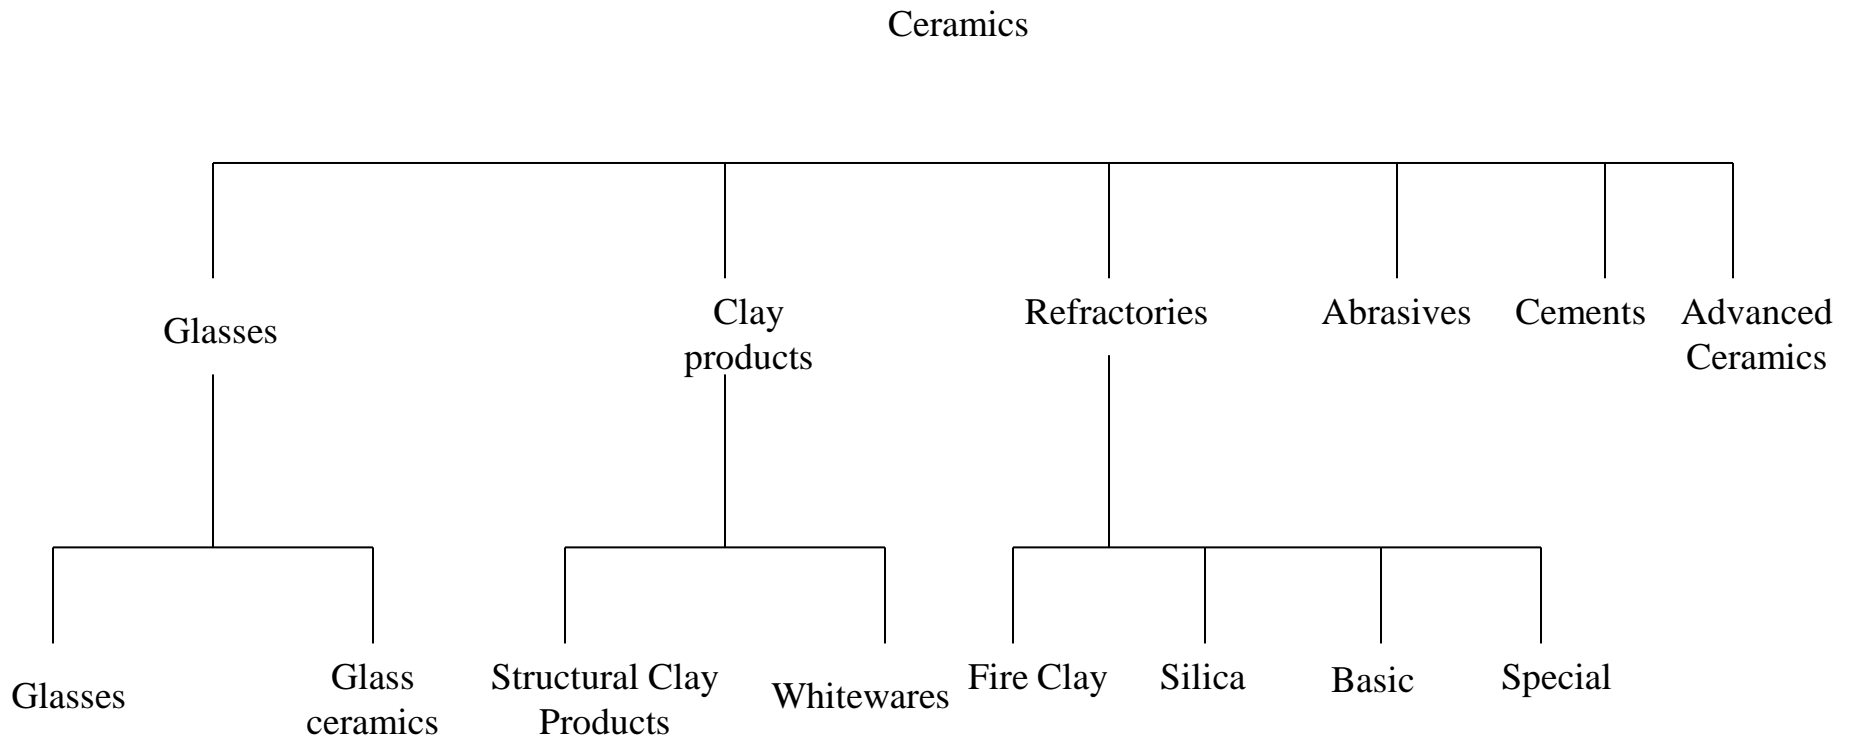 Ceramics
Glasses
Clay
products
Refractories
Abrasives
Cements
Advanced
Ceramics
Glasses
Glass
ceramics
Structural Clay
Products
Whitewares
Fire Clay
Silica
Basic
Special